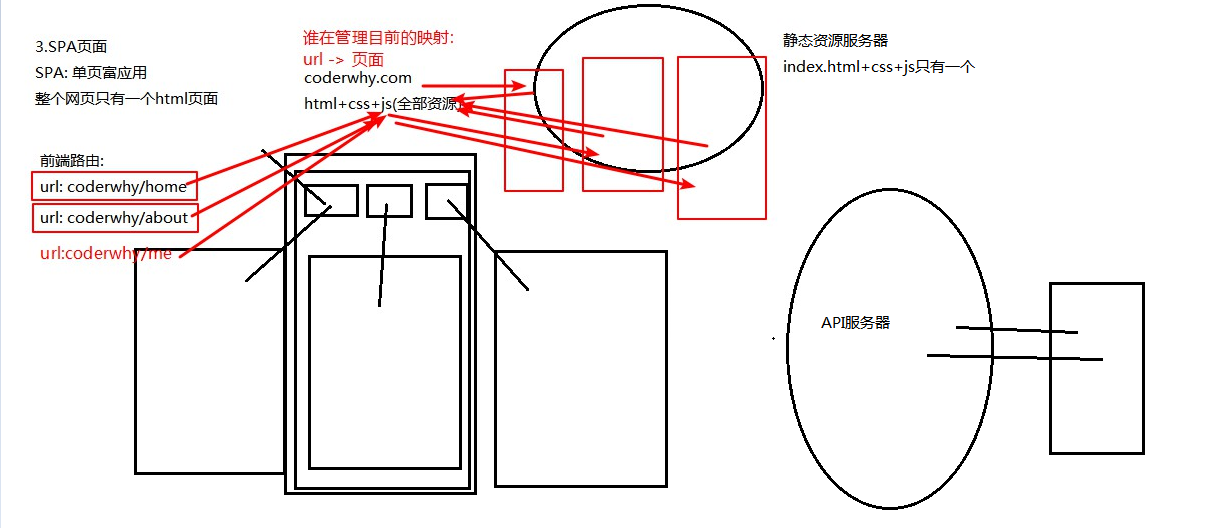 3.SPA页面
SPA: 单页富应用
整个网页只有一个html页面
谁在管理目前的映射:
url -> 页面
coderwhy.com
html+css+js(全部资源)
静态资源服务器
index.html+css+js只有一个
前端路由:
url: coderwhy/home
url: coderwhy/about
url:coderwhy/me
API服务器